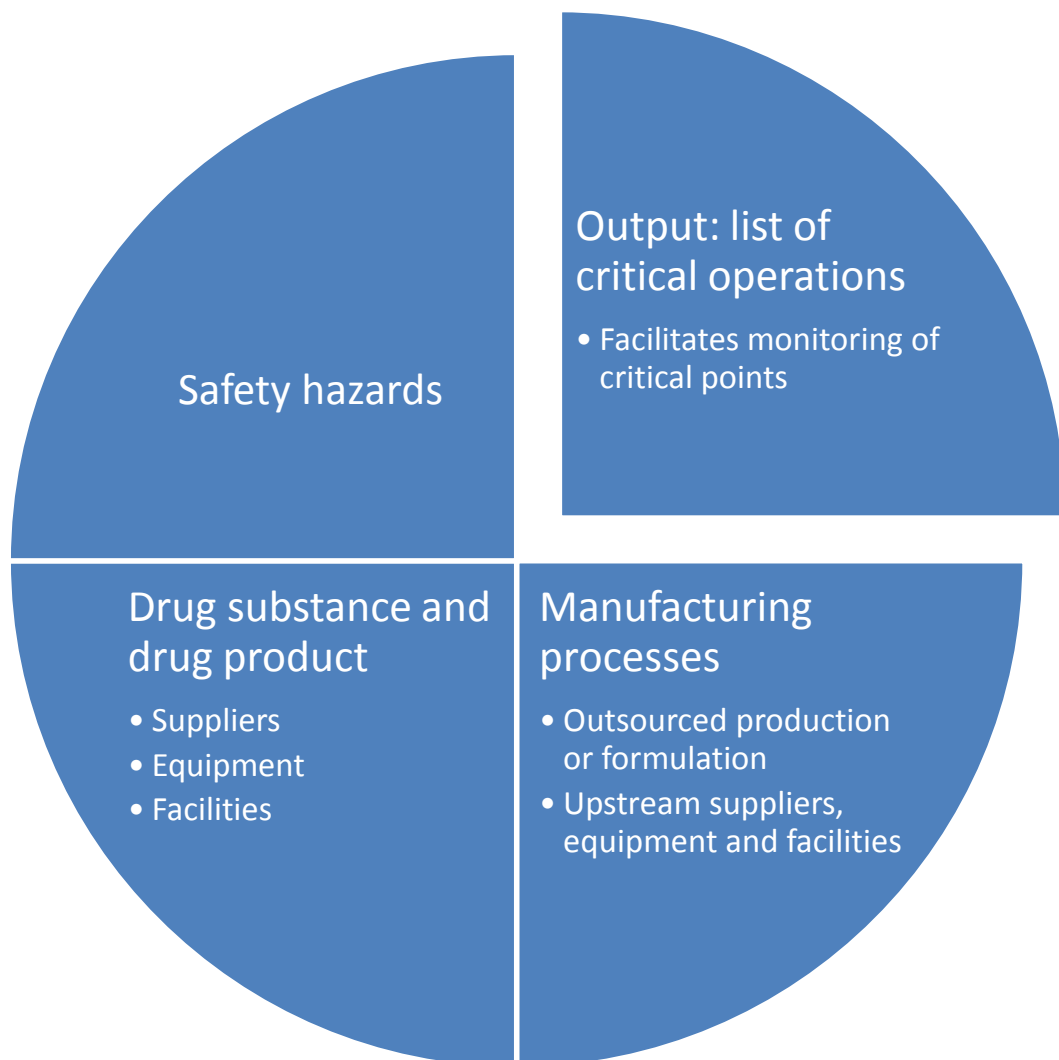 Safety hazards
Output: list of
critical operations
• Facilitates monitoring of
critical points
Drug substance and
drug product
• Suppliers
• Equipment
• Facilities
Manufacturing
processes
• Outsourced production
or formulation
• Upstream suppliers,
equipment and facilities